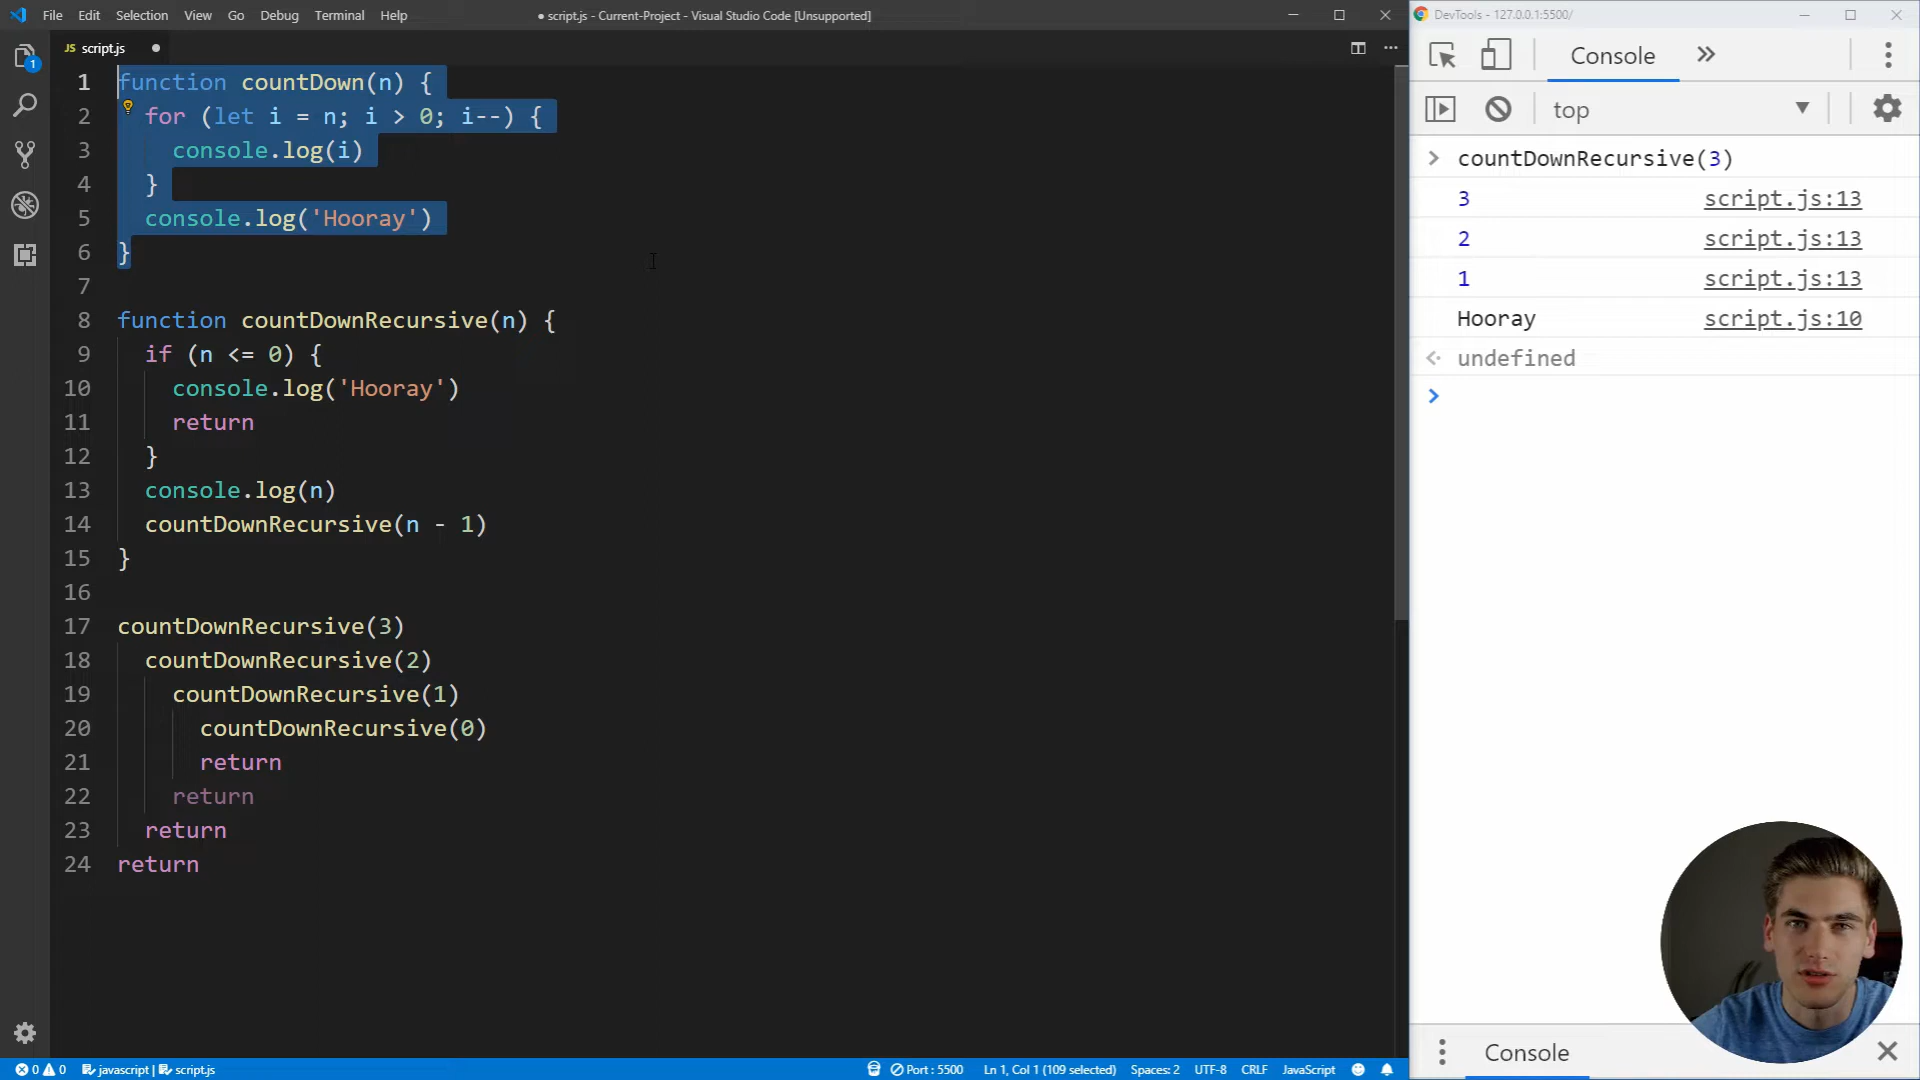 File Edit Selection View Go Debug Terminal Help
● script.js - Current-Project - Visual Studio Code [Unsupported]
JS script.js ●
1
1 function countDown(n) {
2 for (let i = n; i > 0; i--) {
3 console.log(i)
4 }
5 console.log('Hooray')
6 }
7
8 function countDownRecursive(n) {
9 if (n <= 0) {
10 console.log('Hooray')
11 return
12 }
13 console.log(n)
14 countDownRecursive(n - 1)
15 }
16
17 countDownRecursive(3)
18 countDownRecursive(2)
19 countDownRecursive(1)
20 countDownRecursive(0)
21 return
22 return
23 return
24 return
0 0 javascript | script.js
Port : 5500 Ln 1, Col 1 (109 selected) Spaces: 2 UTF-8 CRLF JavaScript
DevTools - 127.0.0.1:5500/
Console
top
> countDownRecursive(3)
3 script.js:13
2 script.js:13
1 script.js:13
Hooray script.js:10
undefined
Console